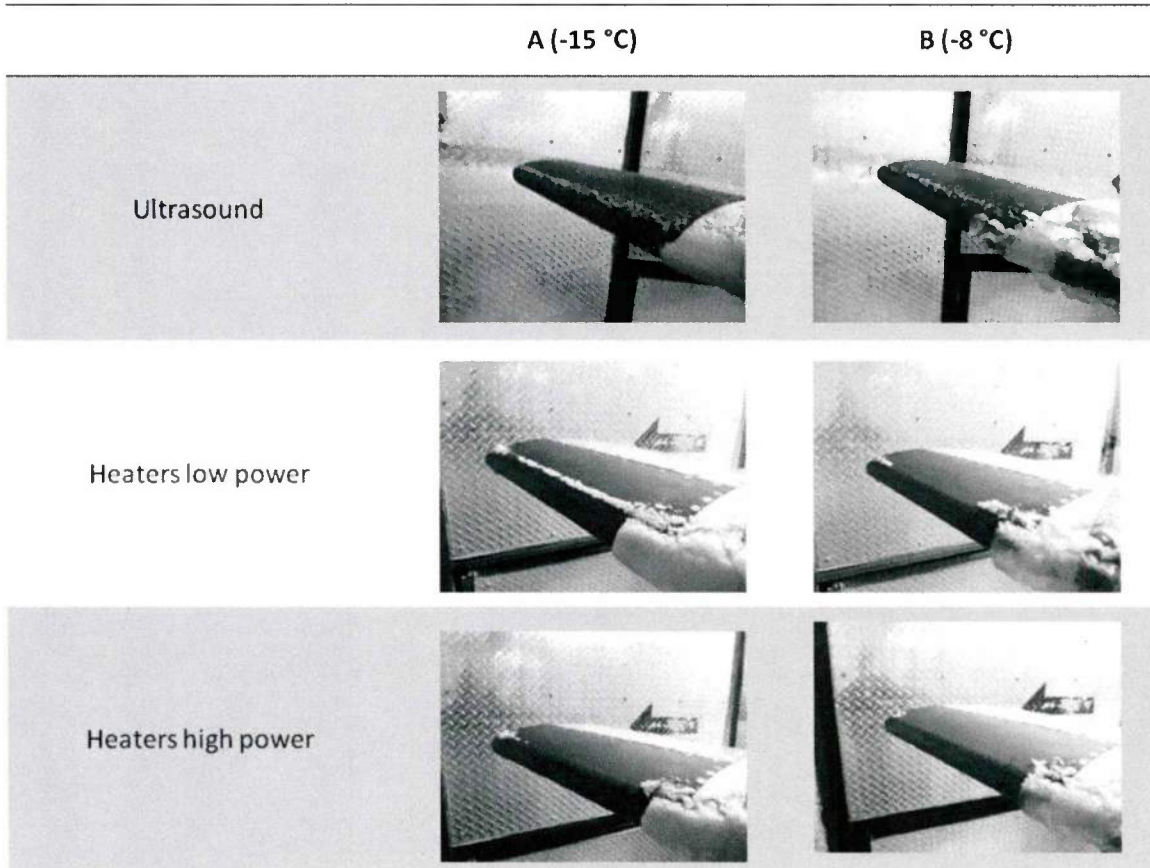 A (-15 °C)
B (-8 °C)
Ultrasound
Heaters low power
Heaters high power